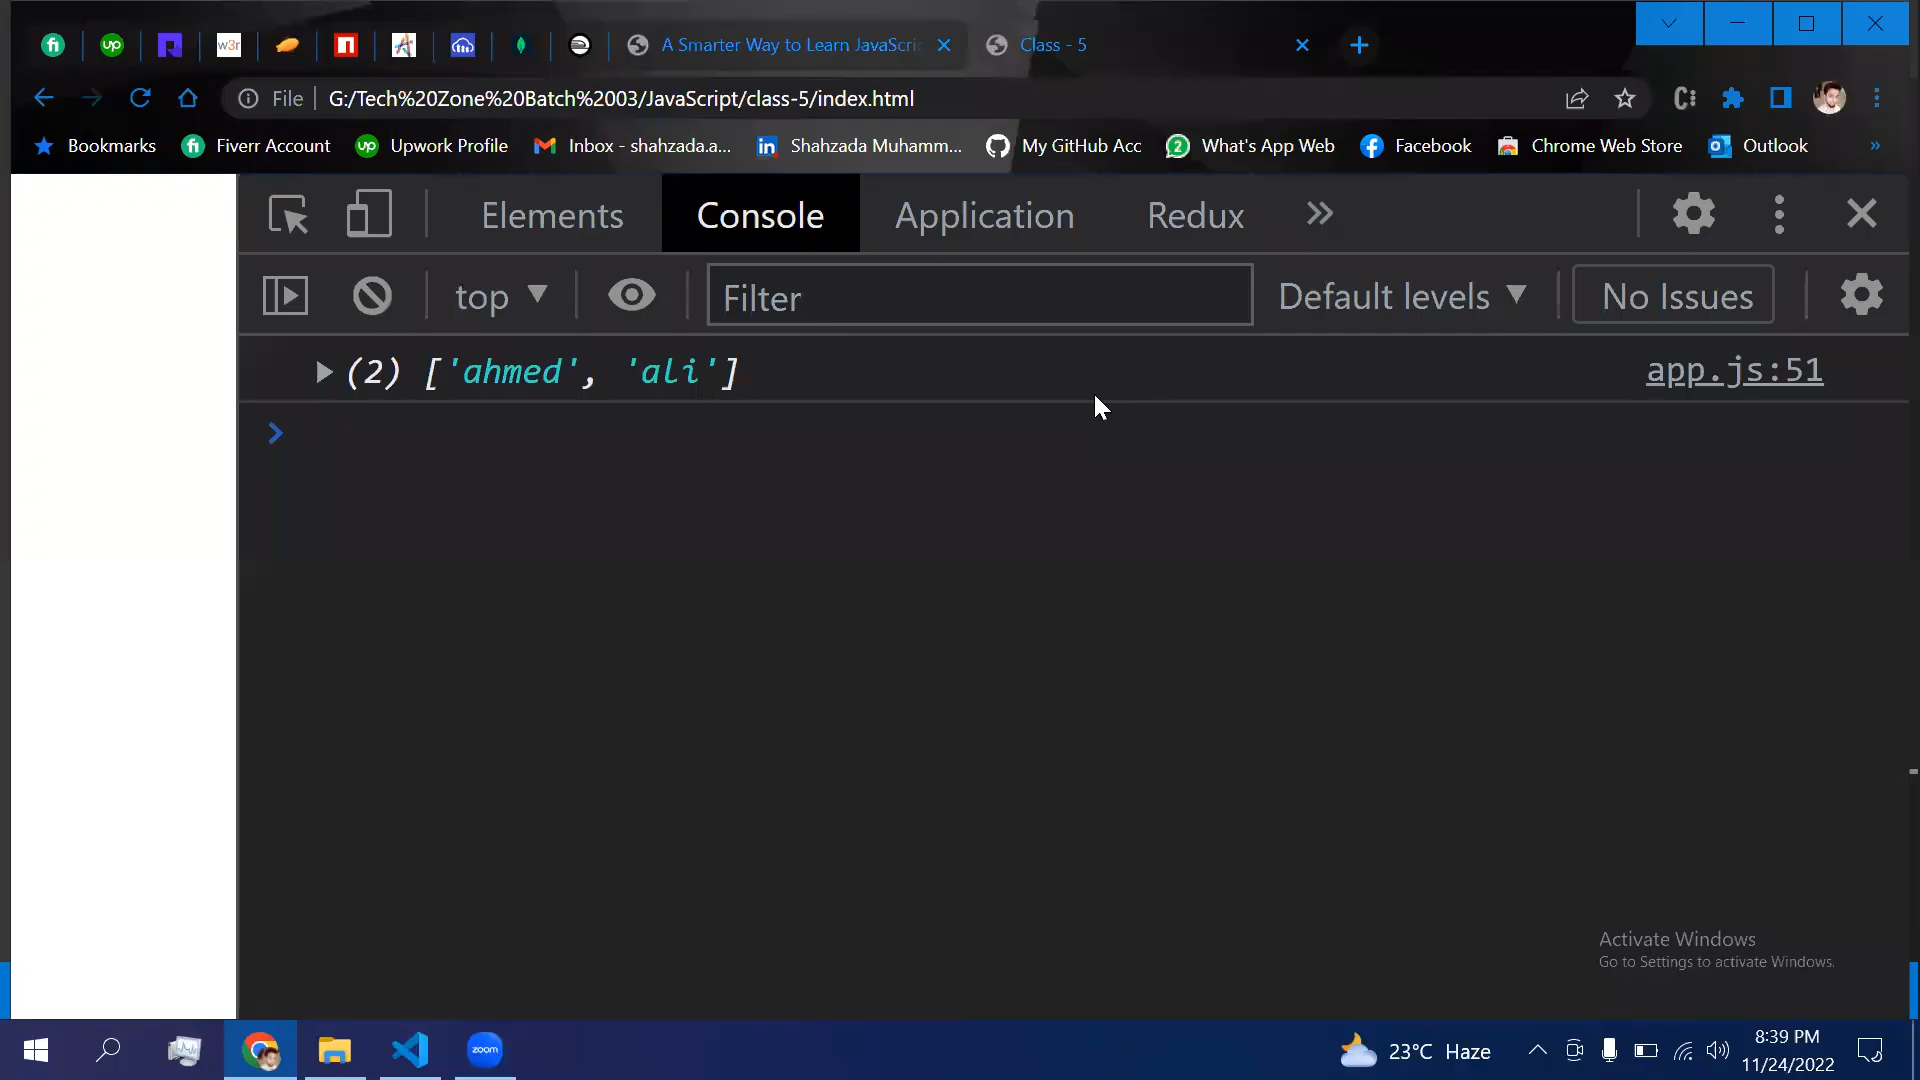 A Smarter Way to Learn JavaScri
Class - 5
File
G:/Tech%20Zone%20Batch%2003/JavaScript/class-5/index.html
Bookmarks
Fiverr Account
Upwork Profile
Inbox - shahzada.a...
Shahzada Muhamm...
My GitHub Acc
What's App Web
Facebook
Chrome Web Store
Outlook
Elements
Console
Application
Redux
top
Filter
Default levels
No Issues
(2) ['ahmed', 'ali']
app.js:51
Activate Windows
Go to Settings to activate Windows.
zoom
23°C Haze
8:39 PM
11/24/2022